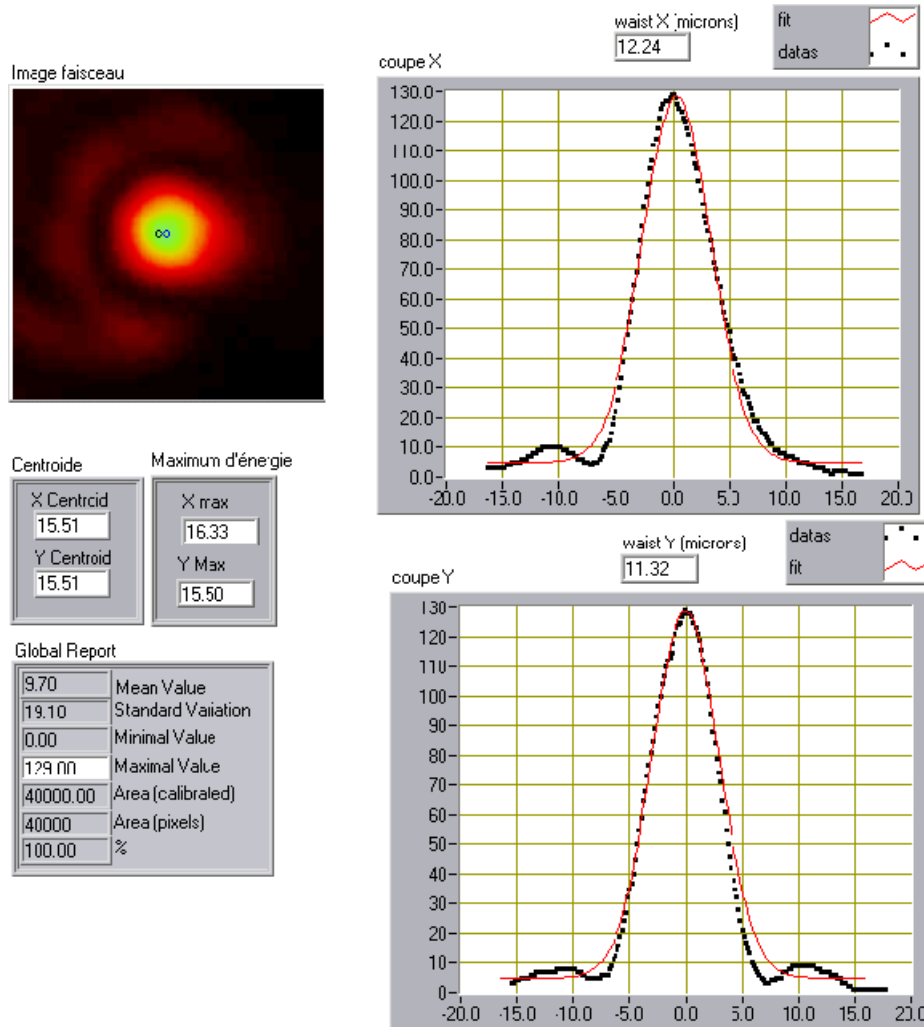 waist X (microns)
12.24
fit
datas
Image faisceau
coupe X
130.0
120.0
110.0
100.0
90.0
80.0
70.0
60.0
50.0
40.0
30.0
20.0
10.0
0.0
-20.0 -15.0 -10.0 -5.0 0.0 5.0 10.0 15.0 20.0
∞
Centroide
X Centroid
15.51
Y Centroid
15.51
Maximum d'énergie
X max
16.33
Y Max
15.50
Global Report
9.70 Mean Value
19.10 Standard Variation
0.00 Minimal Value
129.00 Maximal Value
40000.00 Area (calibrated)
40000 Area (pixels)
100.00 %
waist Y (microns)
11.32
datas
fit
coupe Y
130
120
110
100
90
80
70
60
50
40
30
20
10
0
-20.0 -15.0 -10.0 -5.0 0.0 5.0 10.0 15.0 20.0